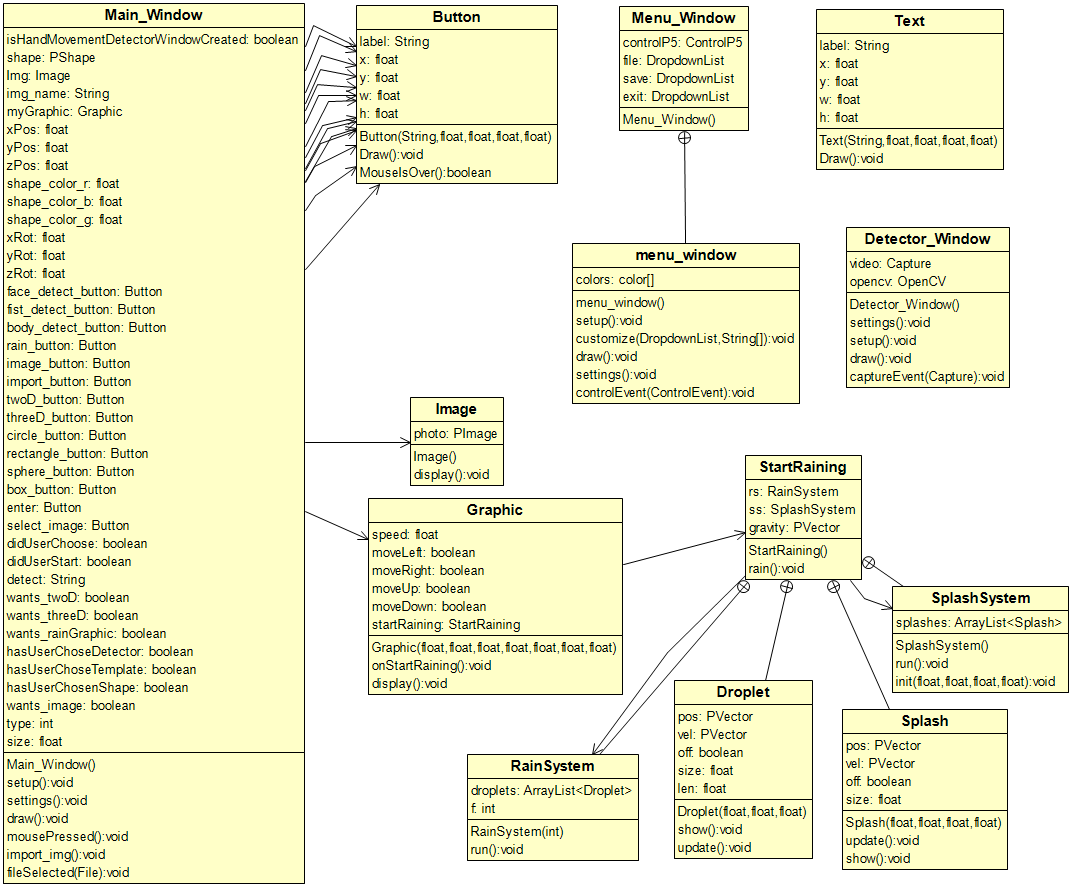 Main_Window
isHandMovementDetectorWindowCreated: boolean
shape: PShape
Img: Image
img_name: String
myGraphic: Graphic
xPos: float
yPos: float
zPos: float
shape_color_r: float
shape_color_b: float
shape_color_g: float
xRot: float
yRot: float
zRot: float
face_detect_button: Button
fist_detect_button: Button
body_detect_button: Button
rain_button: Button
image_button: Button
import_button: Button
twoD_button: Button
threeD_button: Button
circle_button: Button
rectangle_button: Button
sphere_button: Button
box_button: Button
enter: Button
select_image: Button
didUserChoose: boolean
didUserStart: boolean
detect: String
wants_twoD: boolean
wants_threeD: boolean
wants_rainGraphic: boolean
hasUserChoseDetector: boolean
hasUserChoseTemplate: boolean
hasUserChosenShape: boolean
wants_image: boolean
type: int
size: float
Main_Window()
setup():void
settings():void
draw():void
mousePressed():void
import_img():void
fileSelected(File):void
Button
label: String
x: float
y: float
w: float
h: float
Button(String,float,float,float,float)
Draw():void
MouseIsOver():boolean
Menu_Window
controlP5: ControlP5
file: DropdownList
save: DropdownList
exit: DropdownList
Menu_Window()
Text
label: String
x: float
y: float
w: float
h: float
Text(String,float,float,float,float)
Draw():void
menu_window
colors: color[]
menu_window()
setup():void
customize(DropdownList,String[]):void
draw():void
settings():void
controlEvent(ControlEvent):void
Detector_Window
video: Capture
opencv: OpenCV
Detector_Window()
settings():void
setup():void
draw():void
captureEvent(Capture):void
Image
photo: PImage
Image()
display():void
Graphic
speed: float
moveLeft: boolean
moveRight: boolean
moveUp: boolean
moveDown: boolean
startRaining: StartRaining
Graphic(float,float,float,float,float,float,float)
onStartRaining():void
display():void
StartRaining
rs: RainSystem
ss: SplashSystem
gravity: PVector
StartRaining()
rain():void
SplashSystem
splashes: ArrayList<Splash>
SplashSystem()
run():void
init(float,float,float,float):void
RainSystem
droplets: ArrayList<Droplet>
f: int
RainSystem(int)
run():void
Droplet
pos: PVector
vel: PVector
off: boolean
size: float
len: float
Droplet(float,float,float)
show():void
update():void
Splash
pos: PVector
vel: PVector
off: boolean
size: float
Splash(float,float,float,float)
update():void
show():void